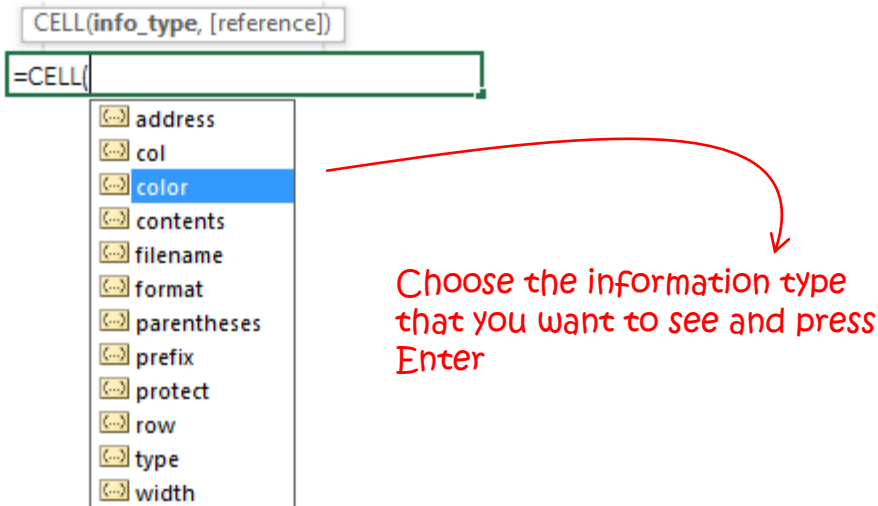 CELL(info_type, [reference])
=CELL(
address
col
color
contents
filename
format
parentheses
prefix
protect
row
type
width
Choose the information type
that you want to see and press
Enter